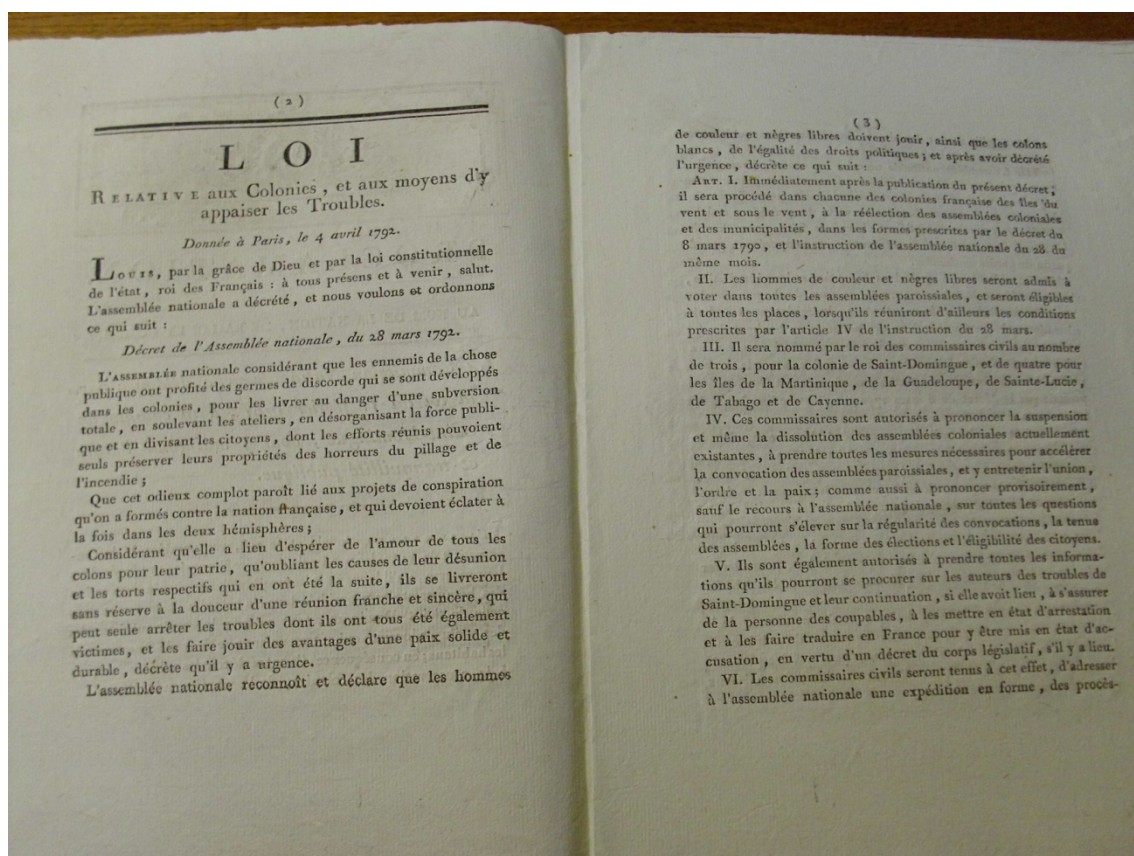 ( 2 )
LOI
RELATIVE aux Colonies, et aux moyens d'y
appaiser les Troubles.
Donnée à Paris, le 4 avril 1792.
LOUIS, par la grâce de Dieu et par la loi constitutionnelle
de l'état, roi des Français : à tous présens et à venir, salut.
L'assemblée nationale a décrété, et nous voulons et ordonnons
ce qui suit :
Décret de l'Assemblée nationale, du 28 mars 1792.
L'ASSEMBLÉE nationale considérant que les ennemis de la chose
publique ont profité des germes de discorde qui se sont développés
dans les colonies, pour les livrer au danger d'une subversion
totale, en soulevant les ateliers, en désorganisant la force publi-
que et en divisant les citoyens, dont les efforts réunis pouvoient
seuls préserver leurs propriétés des horreurs du pillage et de
l'incendie ;
Que cet odieux complot paroît lié aux projets de conspiration
qu'on a formés contre la nation française, et qui devoient éclater à
la fois dans les deux hémisphères ;
Considérant qu'elle a lieu d'espérer de l'amour de tous les
colons pour leur patrie, qu'oubliant les causes de leur désunion
et les torts respectifs qui en ont été la suite, ils se livreront
sans réserve à la douceur d'une réunion franche et sincère, qui
peut seule arrêter les troubles dont ils ont tous été également
victimes, et les faire jouir des avantages d'une paix solide et
durable, décrète qu'il y a urgence.
L'assemblée nationale reconnoît et déclare que les hommes
( 3 )
de couleur et nègres libres doivent jouir, ainsi que les colons
blancs, de l'égalité des droits politiques ; et après avoir décrété
l'urgence, décrète ce qui suit :
ART. I. Immédiatement après la publication du présent décret,
il sera procédé dans chacune des colonies française des îles du
vent et sous le vent, à la réélection des assemblées coloniales
et des municipalités, dans les formes prescrites par le décret du
8 mars 1790, et l'instruction de l'assemblée nationale du 28 du
même mois.
II. Les hommes de couleur et nègres libres seront admis à
voter dans toutes les assemblées paroissiales, et seront éligibles
à toutes les places, lorsqu'ils réuniront d'ailleurs les conditions
prescrites par l'article IV de l'instruction du 28 mars.
III. Il sera nommé par le roi des commissaires civils au nombre
de trois, pour la colonie de Saint-Domingue, et de quatre pour
les îles de la Martinique, de la Guadeloupe, de Sainte-Lucie,
de Tabago et de Cayenne.
IV. Ces commissaires sont autorisés à prononcer la suspension
et même la dissolution des assemblées coloniales actuellement
existantes, à prendre toutes les mesures nécessaires pour accélérer
la convocation des assemblées paroissiales, et y entretenir l'union,
l'ordre et la paix ; comme aussi à prononcer provisoirement,
sauf le recours à l'assemblée nationale, sur toutes les questions
qui pourront s'élever sur la régularité des convocations, la tenue
des assemblées, la forme des élections et l'éligibilité des citoyens.
V. Ils sont également autorisés à prendre toutes les informa-
tions qu'ils pourront se procurer sur les auteurs des troubles de
Saint-Domingue et leur continuation, si elle avoit lieu, à s'assurer
de la personne des coupables, à les mettre en état d'arrestation
et à les faire traduire en France pour y être mis en état d'ac-
cusation, en vertu d'un décret du corps législatif, s'il y a lieu.
VI. Les commissaires civils seront tenus à cet effet, d'adresser
à l'assemblée nationale une expédition en forme, des procès-